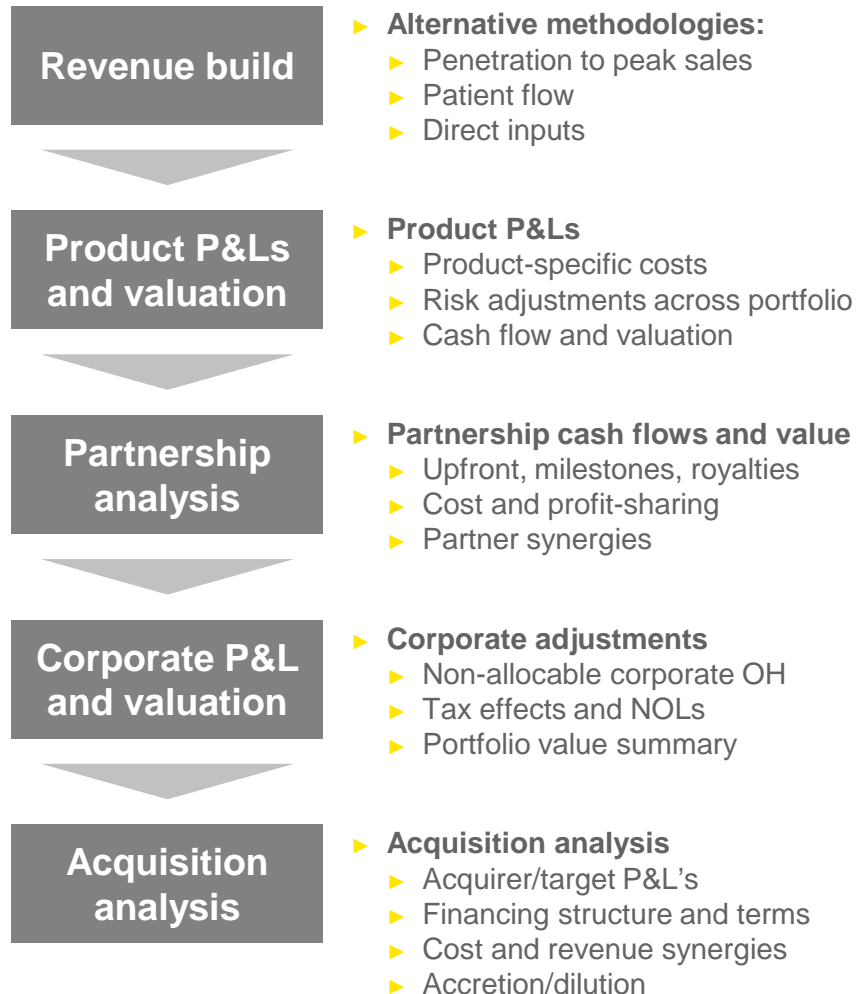 Revenue build
► Alternative methodologies:
► Penetration to peak sales
► Patient flow
► Direct inputs
Product P&Ls
and valuation
► Product P&Ls
► Product-specific costs
► Risk adjustments across portfolio
► Cash flow and valuation
Partnership
analysis
► Partnership cash flows and value
► Upfront, milestones, royalties
► Cost and profit-sharing
► Partner synergies
Corporate P&L
and valuation
► Corporate adjustments
► Non-allocable corporate OH
► Tax effects and NOLs
► Portfolio value summary
Acquisition
analysis
► Acquisition analysis
► Acquirer/target P&L's
► Financing structure and terms
► Cost and revenue synergies
► Accretion/dilution